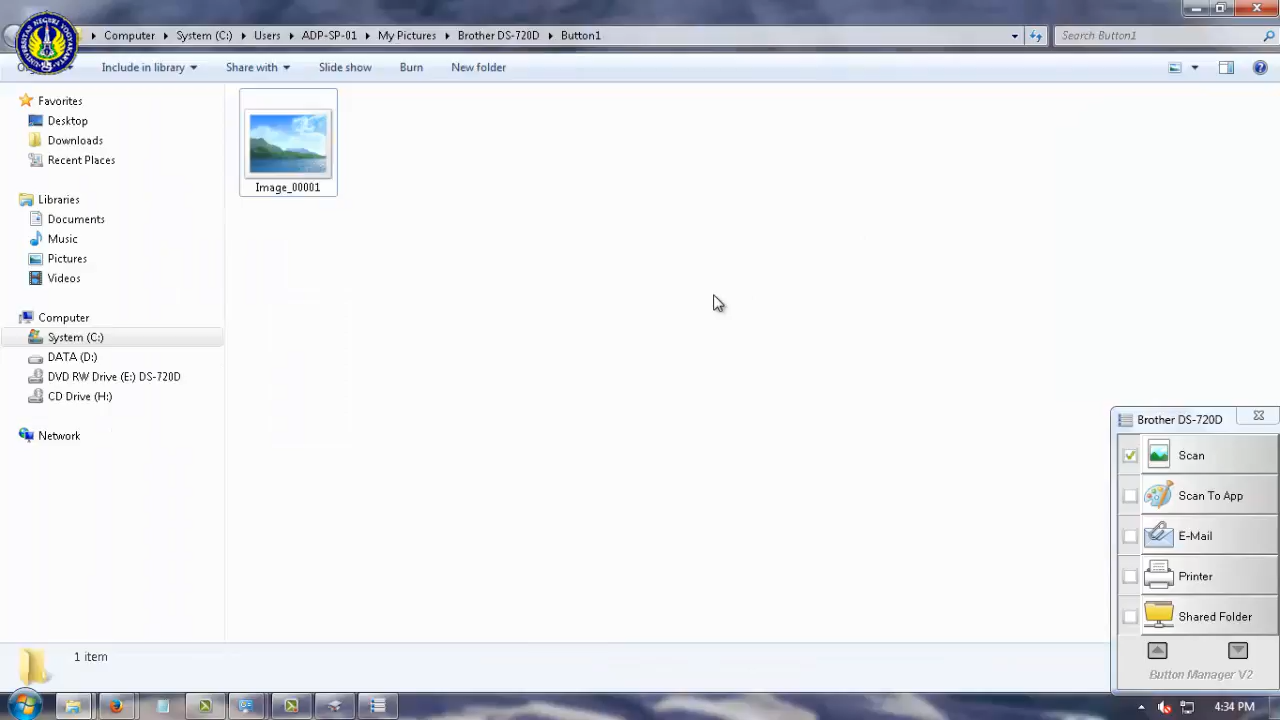 UNIVERSITAS NEGERI YOGYAKARTA
Computer System (C:) Users ADP-SP-01 My Pictures Brother DS-720D Button1 Search Button1
Include in library Share with Slide show Burn New folder
Favorites
Desktop
Downloads
Recent Places
Libraries
Documents
Music
Pictures
Videos
Computer
System (C:)
DATA (D:)
DVD RW Drive (E:) DS-720D
CD Drive (H:)
Network
Image_00001
1 item
Brother DS-720D
Scan
Scan To App
E-Mail
Printer
Shared Folder
Button Manager V2
4:34 PM